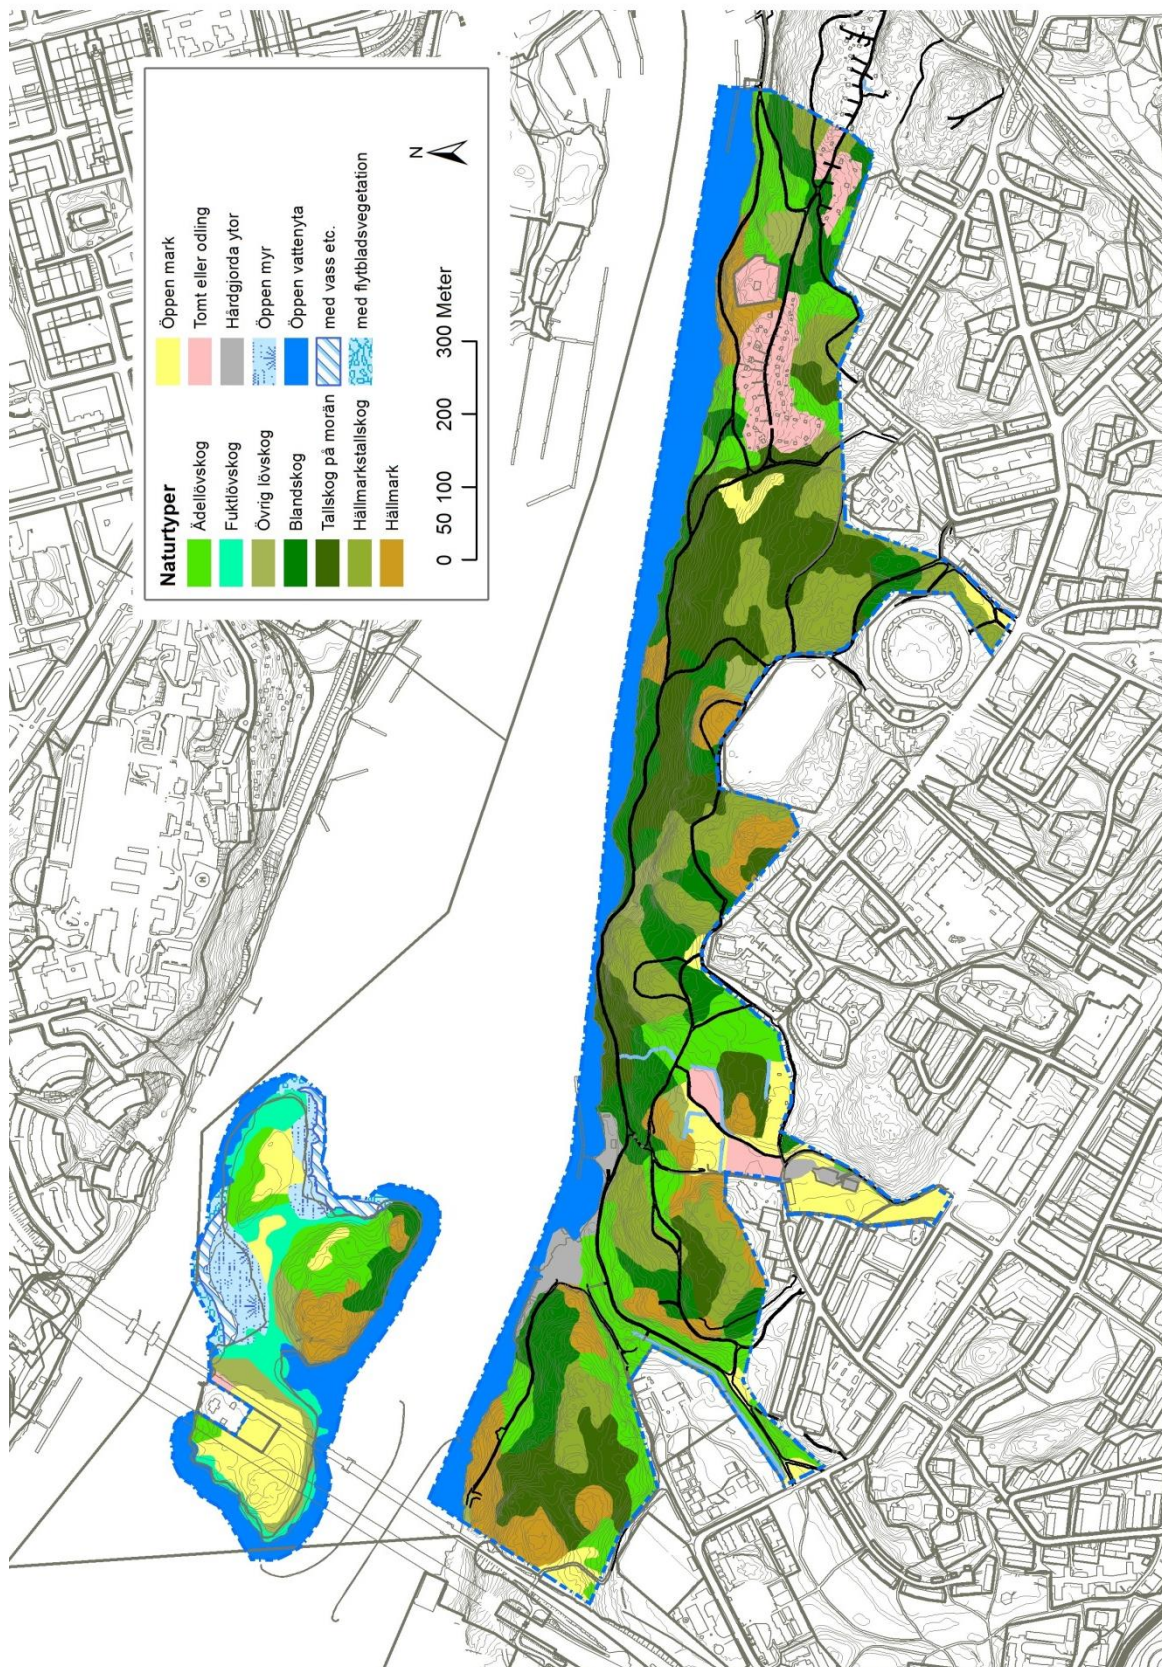 Naturtyper
Ädellövskog
Fuktlövskog
Övrig lövskog
Blandskog
Tallskog på morän
Hällmarkstallskog
Hällmark
Öppen mark
Tomt eller odling
Hårdgjorda ytor
Öppen myr
Öppen vattenyta
med vass etc.
med flytbladsvegetation
0 50 100 200 300 Meter
N